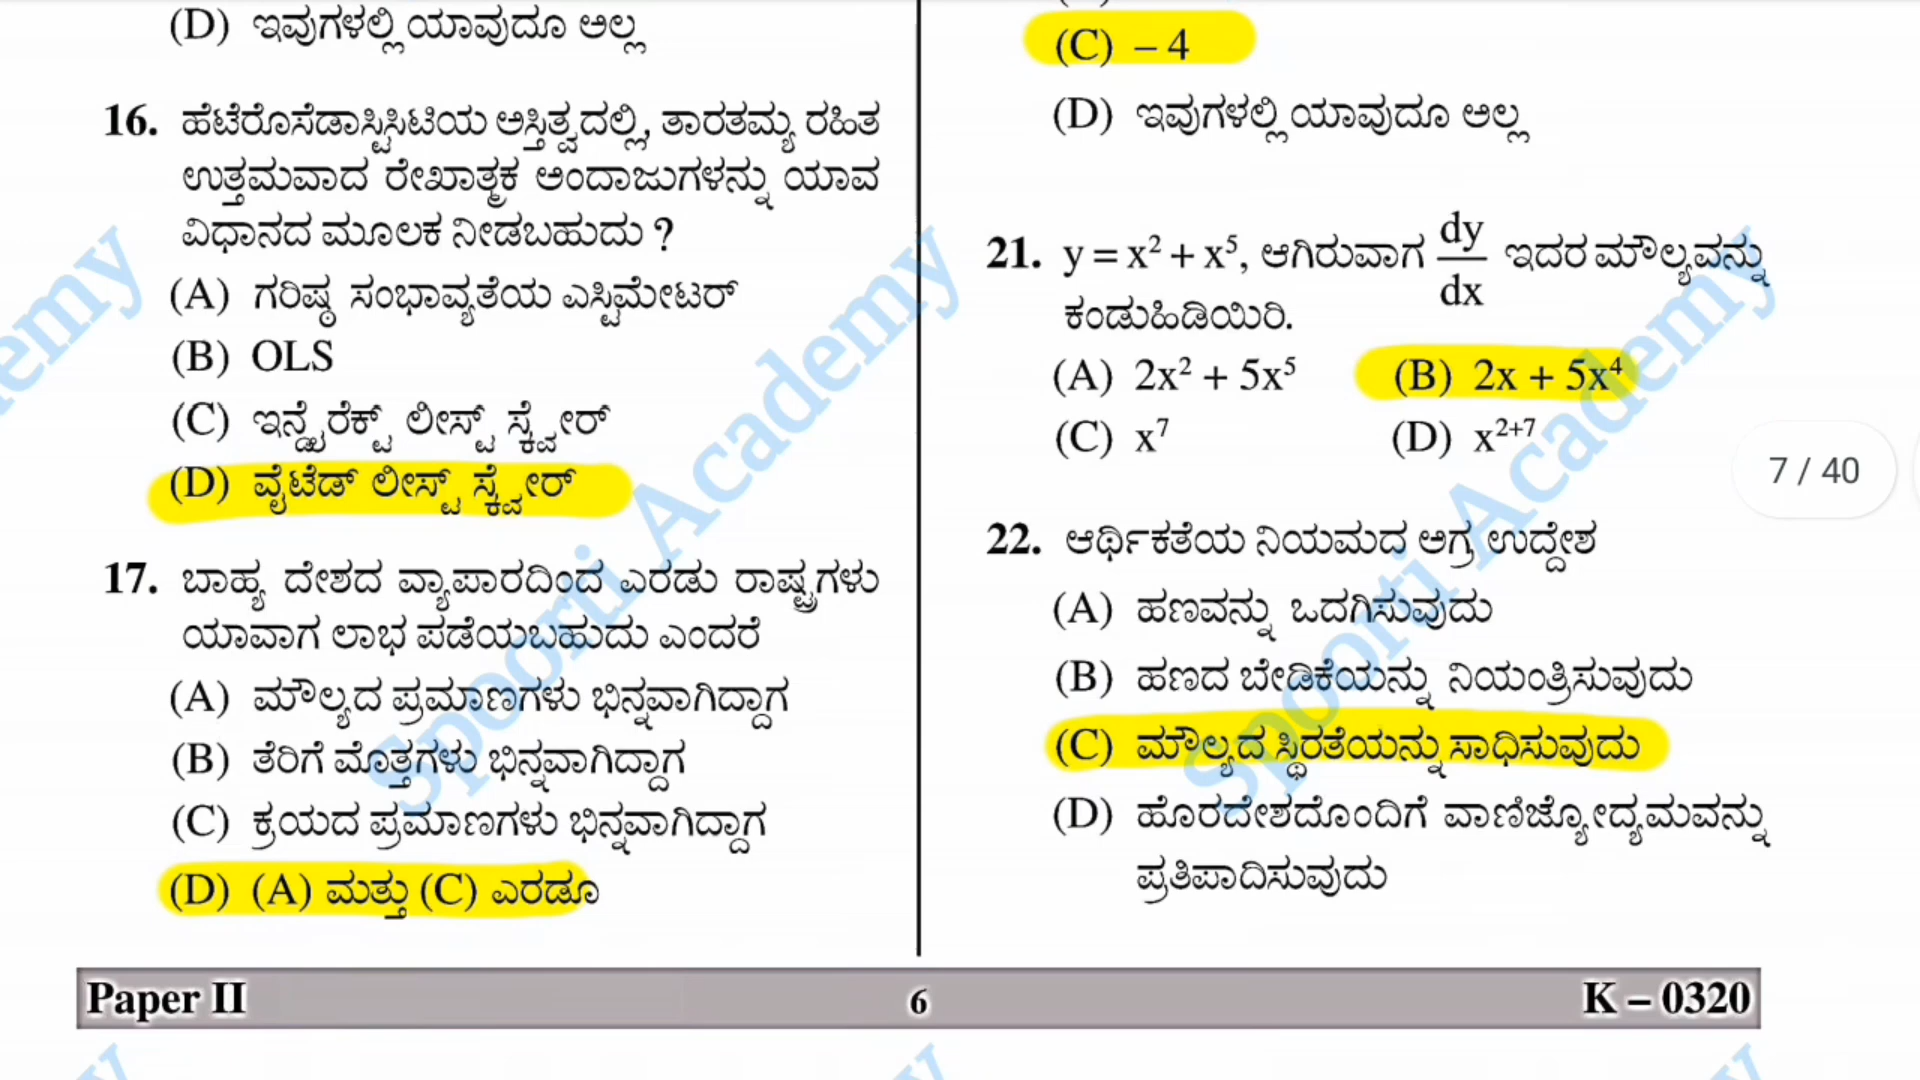 (D) ಇವುಗಳಲ್ಲಿ ಯಾವುದೂ ಅಲ್ಲ
16. ಹೆಟೆರೊಸೆಡಾಸ್ಟಿಸಿಟಿಯ ಅಸ್ತಿತ್ವದಲ್ಲಿ, ತಾರತಮ್ಯ ರಹಿತ
ಉತ್ತಮವಾದ ರೇಖಾತ್ಮಕ ಅಂದಾಜುಗಳನ್ನು ಯಾವ
ವಿಧಾನದ ಮೂಲಕ ನೀಡಬಹುದು ?
(A) ಗರಿಷ್ಠ ಸಂಭಾವ್ಯತೆಯ ಎಸ್ಟಿಮೇಟರ್
(B) OLS
(C) ಇನ್ಡೈರೆಕ್ಟ್ ಲೀಸ್ಟ್ ಸ್ಕ್ವೇರ್
(D) ವೈಟೆಡ್ ಲೀಸ್ಟ್ ಸ್ಕ್ವೇರ್
17. ಬಾಹ್ಯ ದೇಶದ ವ್ಯಾಪಾರದಿಂದ ಎರಡು ರಾಷ್ಟ್ರಗಳು
ಯಾವಾಗ ಲಾಭ ಪಡೆಯಬಹುದು ಎಂದರೆ
(A) ಮೌಲ್ಯದ ಪ್ರಮಾಣಗಳು ಭಿನ್ನವಾಗಿದ್ದಾಗ
(B) ತೆರಿಗೆ ಮೊತ್ತಗಳು ಭಿನ್ನವಾಗಿದ್ದಾಗ
(C) ಕ್ರಯದ ಪ್ರಮಾಣಗಳು ಭಿನ್ನವಾಗಿದ್ದಾಗ
(D) (A) ಮತ್ತು (C) ಎರಡೂ
(C) – 4
(D) ಇವುಗಳಲ್ಲಿ ಯಾವುದೂ ಅಲ್ಲ
21. y = x² + x⁵, ಆಗಿರುವಾಗ dy/dx ಇದರ ಮೌಲ್ಯವನ್ನು
ಕಂಡುಹಿಡಿಯಿರಿ.
(A) 2x² + 5x⁵ (B) 2x + 5x⁴
(C) x⁷ (D) x²⁺⁷
22. ಆರ್ಥಿಕತೆಯ ನಿಯಮದ ಅಗ್ರ ಉದ್ದೇಶ
(A) ಹಣವನ್ನು ಒದಗಿಸುವುದು
(B) ಹಣದ ಬೇಡಿಕೆಯನ್ನು ನಿಯಂತ್ರಿಸುವುದು
(C) ಮೌಲ್ಯದ ಸ್ಥಿರತೆಯನ್ನು ಸಾಧಿಸುವುದು
(D) ಹೊರದೇಶದೊಂದಿಗೆ ವಾಣಿಜ್ಯೋದ್ಯಮವನ್ನು
ಪ್ರತಿಪಾದಿಸುವುದು
7 / 40
Paper II 6 K – 0320
Spoorti Academy
Spoorti Academy